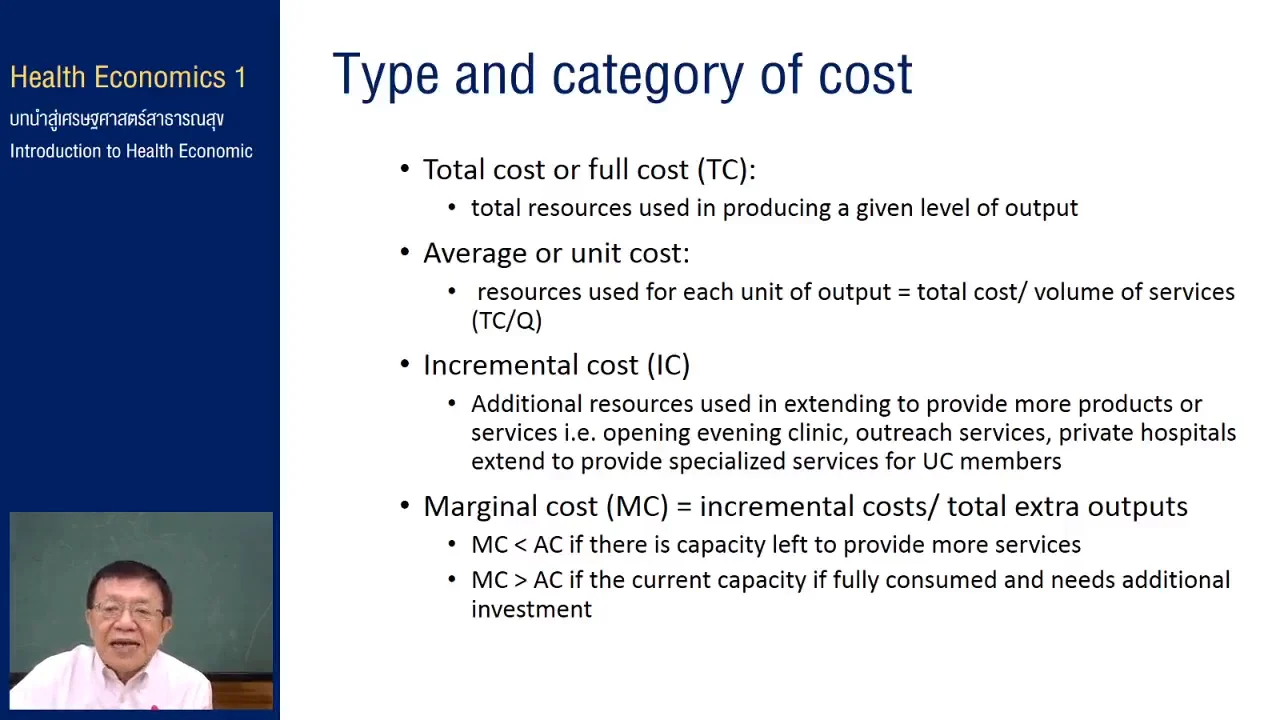 Health Economics 1
บทนำสู่เศรษฐศาสตร์สาธารณสุข
Introduction to Health Economic
Type and category of cost
• Total cost or full cost (TC):
• total resources used in producing a given level of output
• Average or unit cost:
• resources used for each unit of output = total cost/ volume of services
(TC/Q)
• Incremental cost (IC)
• Additional resources used in extending to provide more products or
services i.e. opening evening clinic, outreach services, private hospitals
extend to provide specialized services for UC members
• Marginal cost (MC) = incremental costs/ total extra outputs
• MC < AC if there is capacity left to provide more services
• MC > AC if the current capacity if fully consumed and needs additional
investment